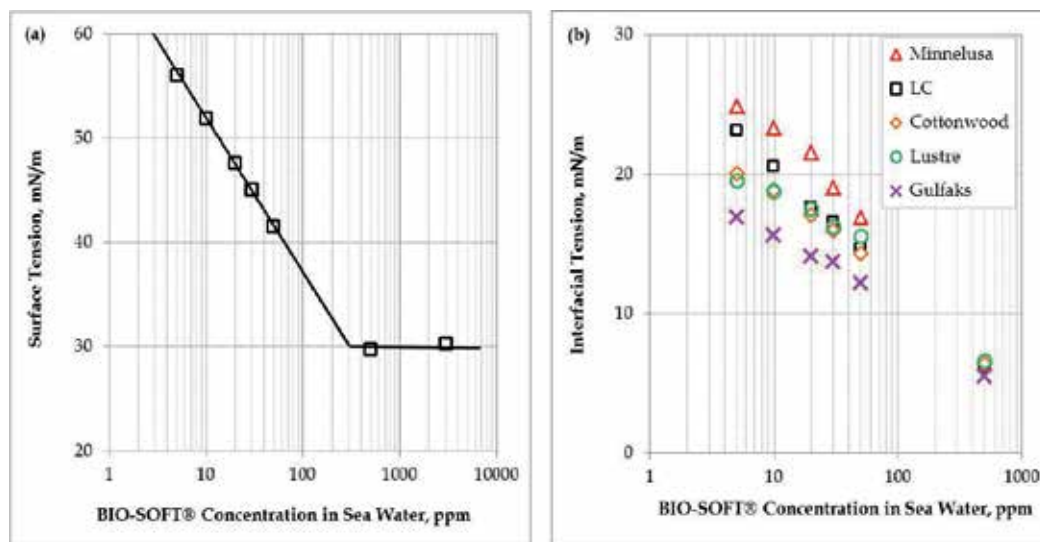 (a)
60
50
40
30
20
Surface Tension, mN/m
1 10 100 1000 10000
BIO-SOFT® Concentration in Sea Water, ppm
(b)
30
20
10
0
Interfacial Tension, mN/m
Minnelusa
LC
Cottonwood
Lustre
Gulfaks
1 10 100 1000
BIO-SOFT® Concentration in Sea Water, ppm